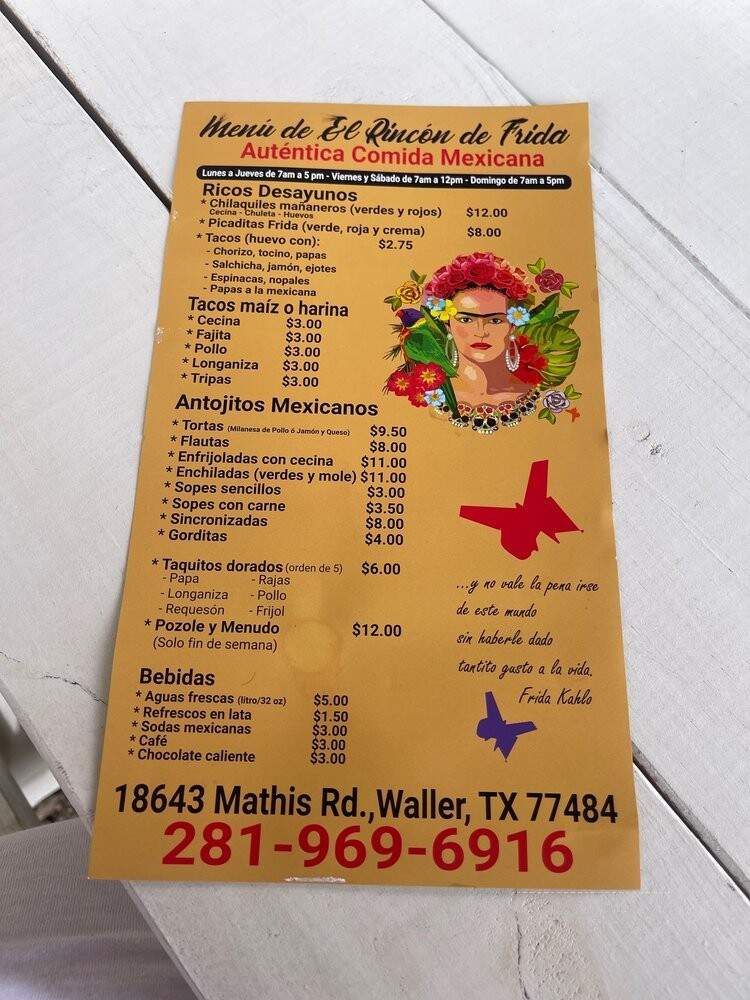 Menú de El Rincón de Frida
Auténtica Comida Mexicana
Lunes a Jueves de 7am a 5 pm - Viernes y Sábado de 7am a 12pm - Domingo de 7am a 5pm
Ricos Desayunos
* Chilaquiles mañaneros (verdes y rojos) $12.00
Cecina - Chuleta - Huevos
* Picaditas Frida (verde, roja y crema) $8.00
* Tacos (huevo con): $2.75
- Chorizo, tocino, papas
- Salchicha, jamón, ejotes
- Espinacas, nopales
- Papas a la mexicana
Tacos maíz o harina
* Cecina $3.00
* Fajita $3.00
* Pollo $3.00
* Longaniza $3.00
* Tripas $3.00
Antojitos Mexicanos
* Tortas (Milanesa de Pollo ó Jamón y Queso) $9.50
* Flautas $8.00
* Enfrijoladas con cecina $11.00
* Enchiladas (verdes y mole) $11.00
* Sopes sencillos $3.00
* Sopes con carne $3.50
* Sincronizadas $8.00
* Gorditas $4.00
* Taquitos dorados (orden de 5) $6.00
- Papa - Rajas
- Longaniza - Pollo
- Requesón - Frijol
* Pozole y Menudo $12.00
(Solo fin de semana)
...y no vale la pena irse
de este mundo
sin haberle dado
tantito gusto a la vida.
Frida Kahlo
Bebidas
* Aguas frescas (litro/32 oz) $5.00
* Refrescos en lata $1.50
* Sodas mexicanas $3.00
* Café $3.00
* Chocolate caliente $3.00
18643 Mathis Rd.,Waller, TX 77484
281-969-6916